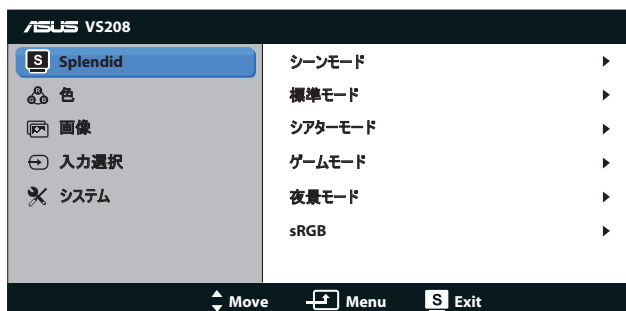 ASUS VS208
S Splendid
色
画像
入力選択
システム
シーンモード
標準モード
シアターモード
ゲームモード
夜景モード
sRGB
Move Menu S Exit